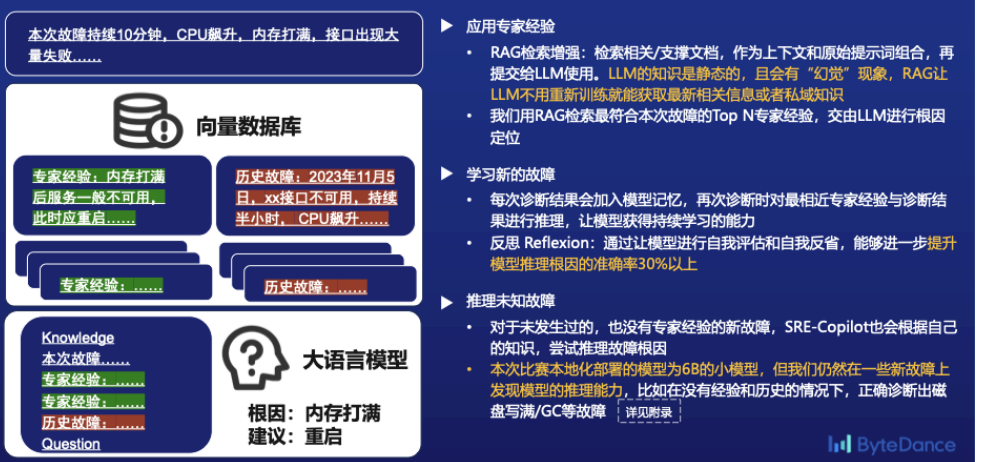 本次故障持续10分钟，CPU飙升，内存打满，接口出现大
量失败……
向量数据库
专家经验：内存打满
后服务一般不可用，
此时应重启……
历史故障：2023年11月5
日，xx接口不可用，持续
半小时，CPU飙升……
专家经验：……
历史故障：……
Knowledge
本次故障……
专家经验：……
专家经验：……
历史故障：……
Question
大语言模型
根因：内存打满
建议：重启
▶ 应用专家经验
• RAG检索增强：检索相关/支撑文档，作为上下文和原始提示词组合，再
提交给LLM使用。LLM的知识是静态的，且会有“幻觉”现象，RAG让
LLM不用重新训练就能获取最新相关信息或者私域知识
• 我们用RAG检索最符合本次故障的Top N专家经验，交由LLM进行根因
定位
▶ 学习新的故障
• 每次诊断结果会加入模型记忆，再次诊断时对最相近专家经验与诊断结
果进行推理，让模型获得持续学习的能力
• 反思 Reflexion：通过让模型进行自我评估和自我反省，能够进一步提升
模型推理根因的准确率30%以上
▶ 推理未知故障
• 对于未发生过的，也没有专家经验的新故障，SRE-Copilot也会根据自己
的知识，尝试推理故障根因
• 本次比赛本地化部署的模型为6B的小模型，但我们仍然在一些新故障上
发现模型的推理能力，比如在没有经验和历史的情况下，正确诊断出磁
盘写满/GC等故障 详见附录
ByteDance